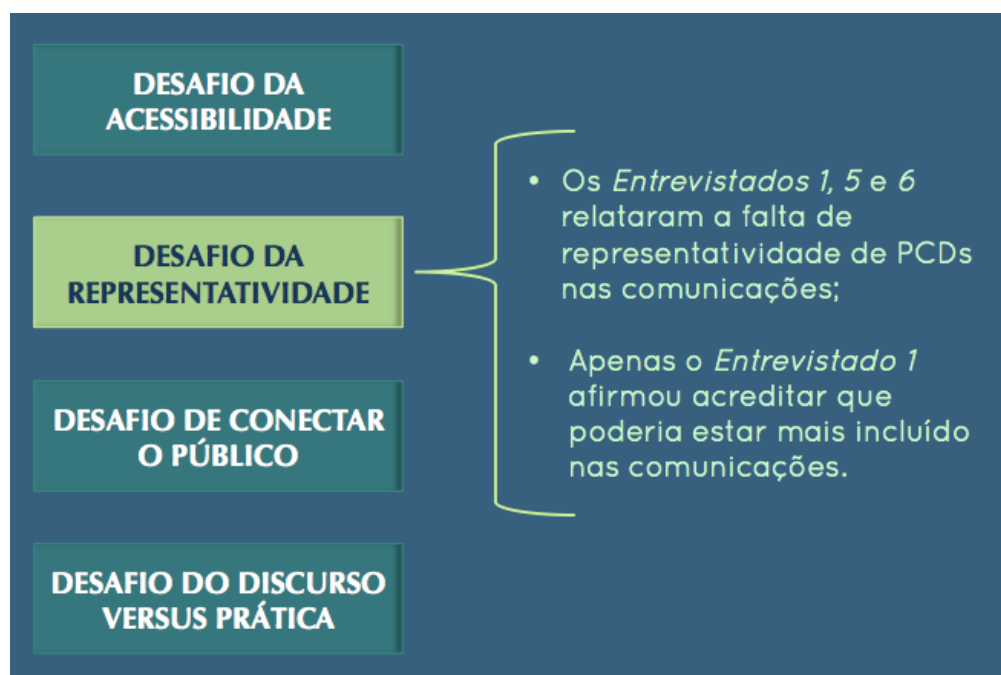 DESAFIO DA
ACESSIBILIDADE
DESAFIO DA
REPRESENTATIVIDADE
• Os Entrevistados 1, 5 e 6
relataram a falta de
representatividade de PCDs
nas comunicações;
• Apenas o Entrevistado 1
afirmou acreditar que
poderia estar mais incluído
nas comunicações.
DESAFIO DE CONECTAR
O PÚBLICO
DESAFIO DO DISCURSO
VERSUS PRÁTICA